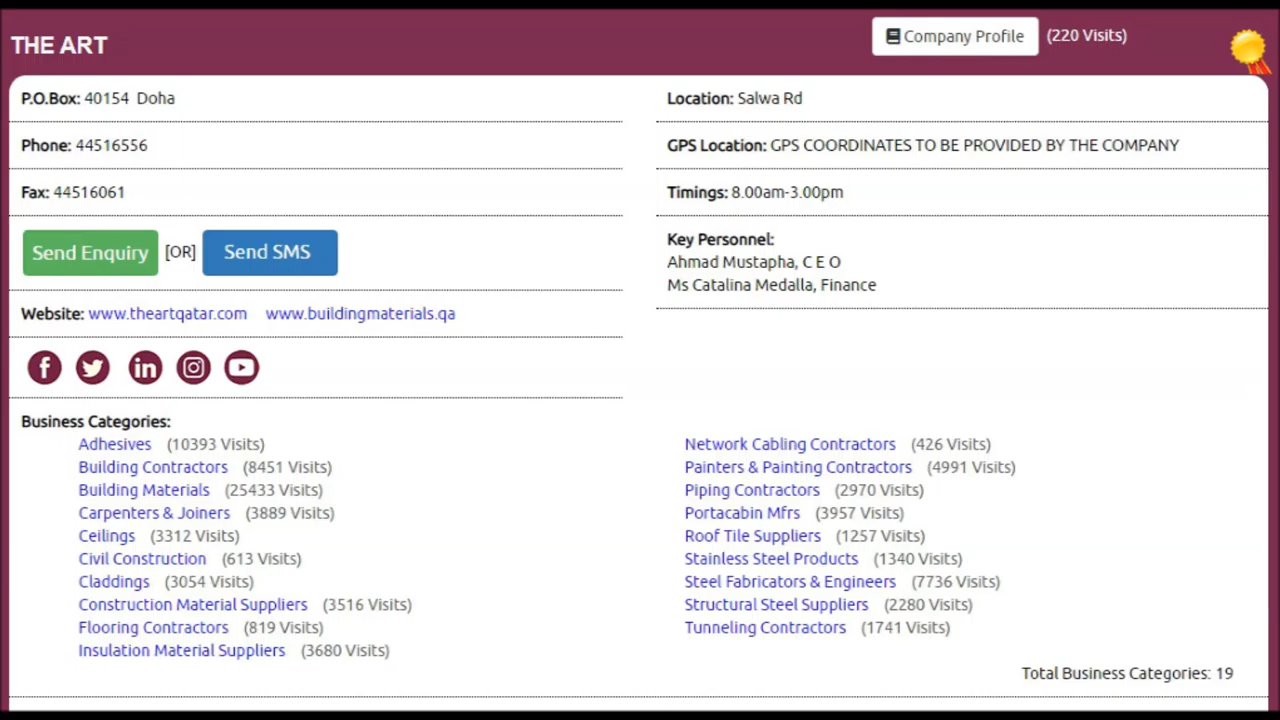 THE ART
Company Profile (220 Visits)
P.O.Box: 40154 Doha
Phone: 44516556
Fax: 44516061
Send Enquiry [OR] Send SMS
Website: www.theartqatar.com www.buildingmaterials.qa
Location: Salwa Rd
GPS Location: GPS COORDINATES TO BE PROVIDED BY THE COMPANY
Timings: 8.00am-3.00pm
Key Personnel:
Ahmad Mustapha, C E O
Ms Catalina Medalla, Finance
Business Categories:
Adhesives (10393 Visits)
Building Contractors (8451 Visits)
Building Materials (25433 Visits)
Carpenters & Joiners (3889 Visits)
Ceilings (3312 Visits)
Civil Construction (613 Visits)
Claddings (3054 Visits)
Construction Material Suppliers (3516 Visits)
Flooring Contractors (819 Visits)
Insulation Material Suppliers (3680 Visits)
Network Cabling Contractors (426 Visits)
Painters & Painting Contractors (4991 Visits)
Piping Contractors (2970 Visits)
Portacabin Mfrs (3957 Visits)
Roof Tile Suppliers (1257 Visits)
Stainless Steel Products (1340 Visits)
Steel Fabricators & Engineers (7736 Visits)
Structural Steel Suppliers (2280 Visits)
Tunneling Contractors (1741 Visits)
Total Business Categories: 19